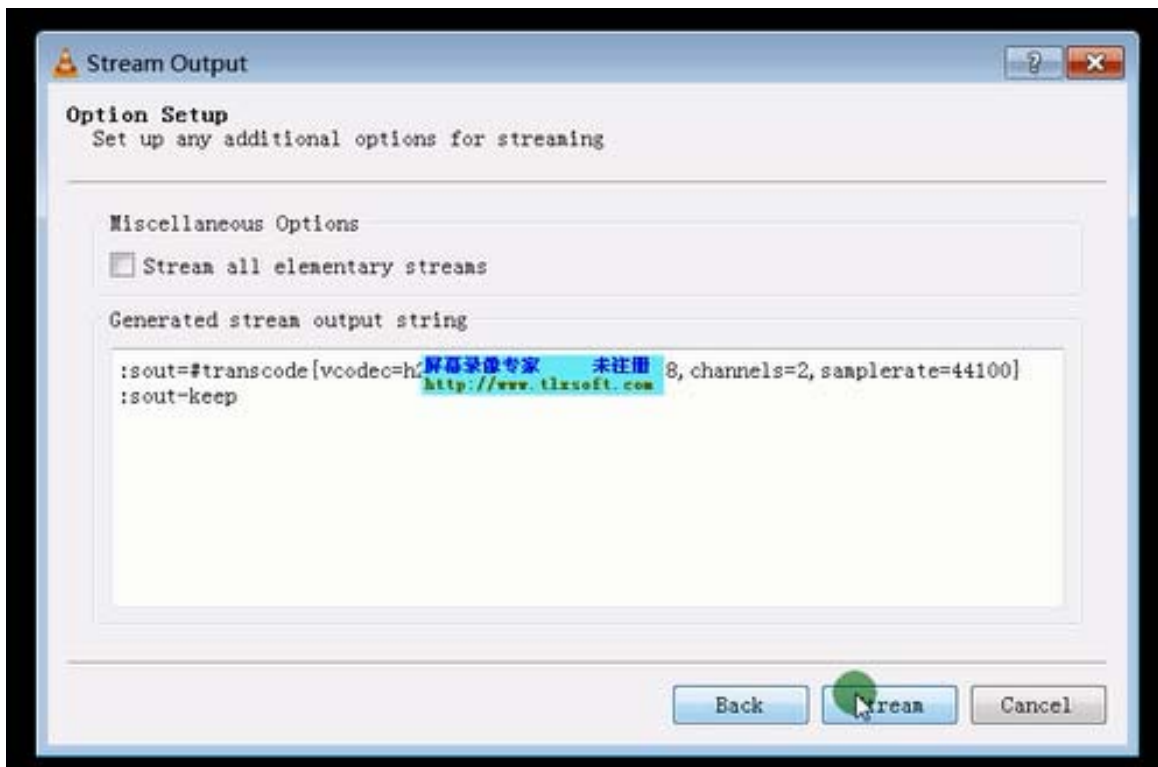 Stream Output
Option Setup
Set up any additional options for streaming
Miscellaneous Options
Stream all elementary streams
Generated stream output string
:sout=#transcode{vcodec=h2 屏幕录像专家 未注册 8,channels=2,samplerate=44100}
http://www.tlxsoft.com
:sout-keep
Back Stream Cancel